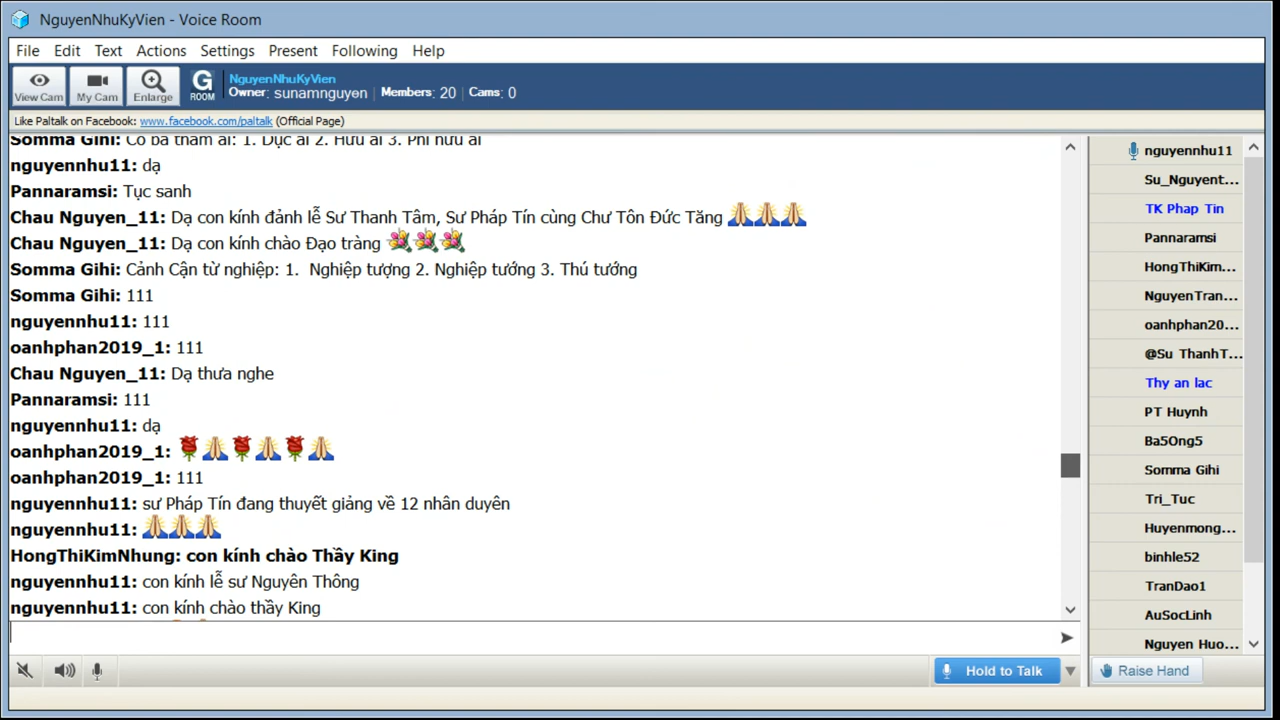 NguyenNhuKyVien - Voice Room
File Edit Text Actions Settings Present Following Help
View Cam
My Cam
Enlarge
G ROOM
NguyenNhuKyVien
Owner: sunamnguyen | Members: 20 | Cams: 0
Like Paltalk on Facebook: www.facebook.com/paltalk (Official Page)
Somma Gihi: Có ba tham ái: 1. Dục ái 2. Hữu ái 3. Phi hữu ái
nguyennhu11: dạ
Pannaramsi: Tục sanh
Chau Nguyen_11: Dạ con kính đảnh lễ Sư Thanh Tâm, Sư Pháp Tín cùng Chư Tôn Đức Tăng
Chau Nguyen_11: Dạ con kính chào Đạo tràng
Somma Gihi: Cảnh Cận từ nghiệp: 1. Nghiệp tượng 2. Nghiệp tướng 3. Thú tướng
Somma Gihi: 111
nguyennhu11: 111
oanhphan2019_1: 111
Chau Nguyen_11: Dạ thưa nghe
Pannaramsi: 111
nguyennhu11: dạ
oanhphan2019_1:
oanhphan2019_1: 111
nguyennhu11: sư Pháp Tín đang thuyết giảng về 12 nhân duyên
nguyennhu11:
HongThiKimNhung: con kính chào Thầy King
nguyennhu11: con kính lễ sư Nguyên Thông
nguyennhu11: con kính chào thầy King
nguyennhu11
Su_Nguyent...
TK Phap Tin
Pannaramsi
HongThiKim...
NguyenTran...
oanhphan20...
@Su ThanhT...
Thy an lac
PT Huynh
Ba5Ong5
Somma Gihi
Tri_Tuc
Huyenmong...
binhle52
TranDao1
AuSocLinh
Nguyen Huo...
Hold to Talk
Raise Hand